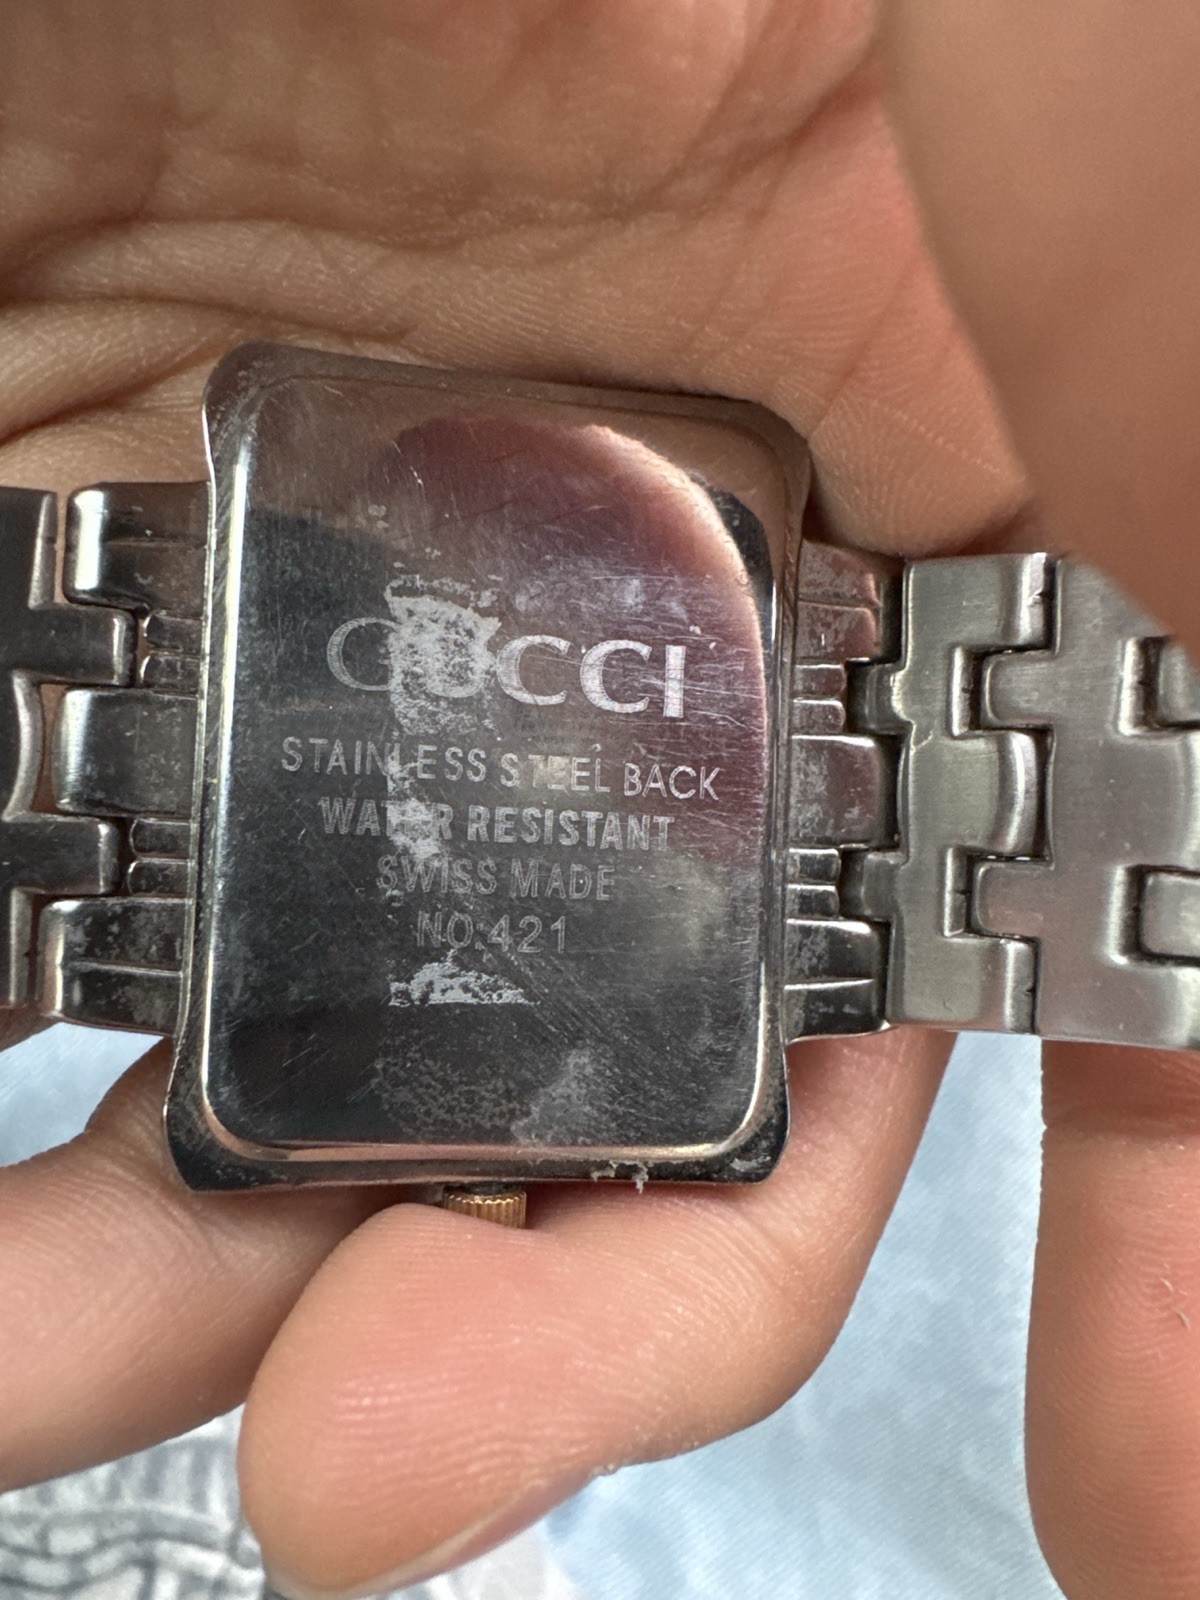 GUCCI
STAINLESS STEEL BACK
WATER RESISTANT
SWISS MADE
NO:421